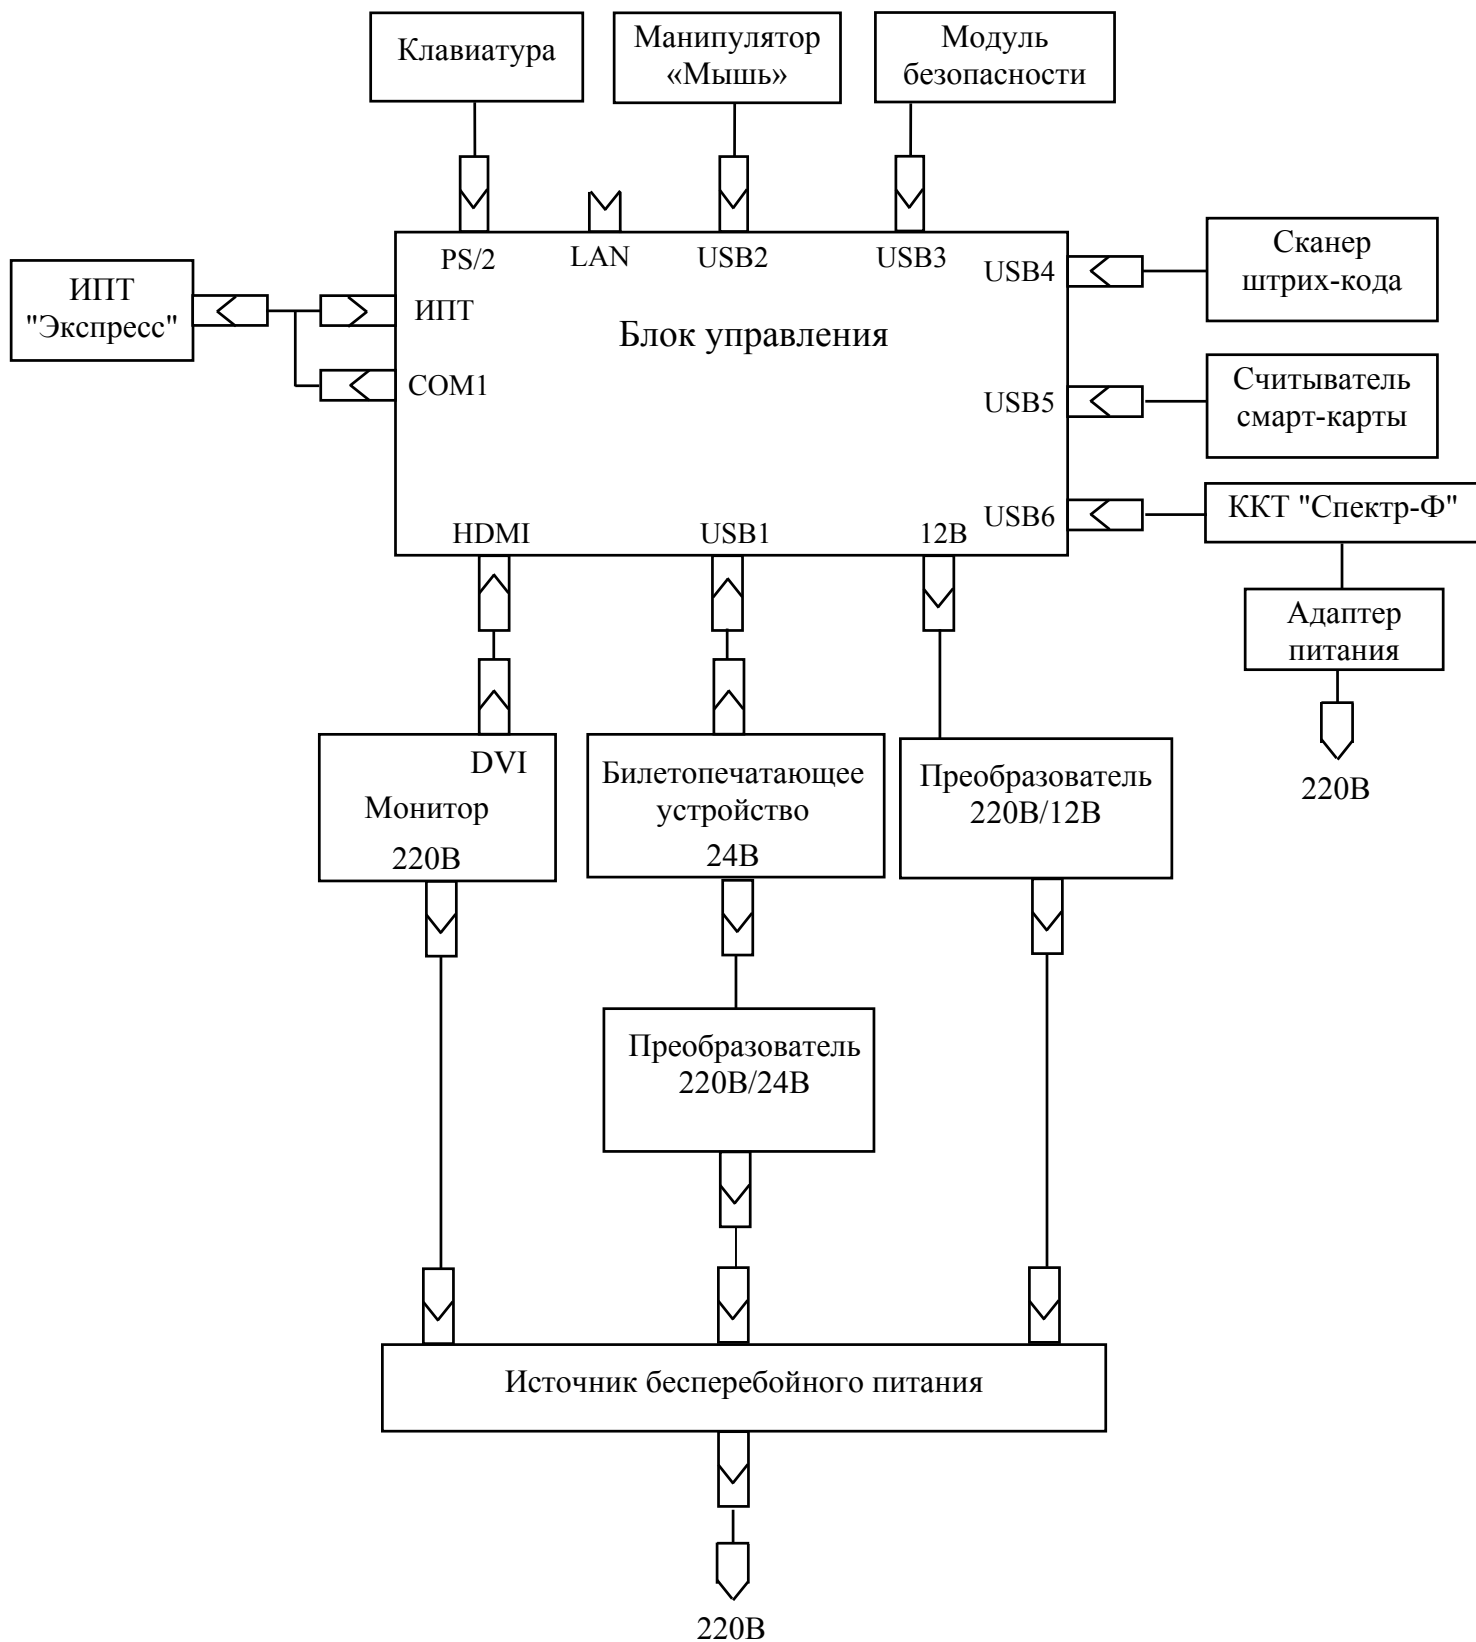 Клавиатура
Манипулятор
«Мышь»
Модуль
безопасности
PS/2
LAN
USB2
USB3
USB4
Сканер
штрих-кода
ИПТ
"Экспресс"
ИПТ
Блок управления
COM1
USB5
Считыватель
смарт-карты
USB6
ККТ "Спектр-Ф"
HDMI
USB1
12В
Адаптер
питания
220В
DVI
Монитор
220В
Билетопечатающее
устройство
24В
Преобразователь
220В/12В
Преобразователь
220В/24В
Источник бесперебойного питания
220В